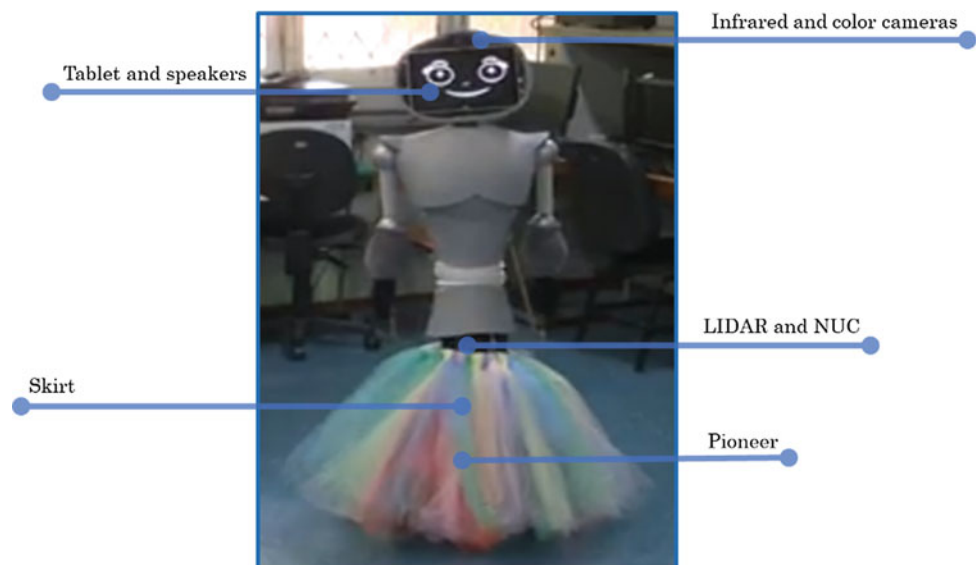 Infrared and color cameras
Tablet and speakers
LIDAR and NUC
Skirt
Pioneer